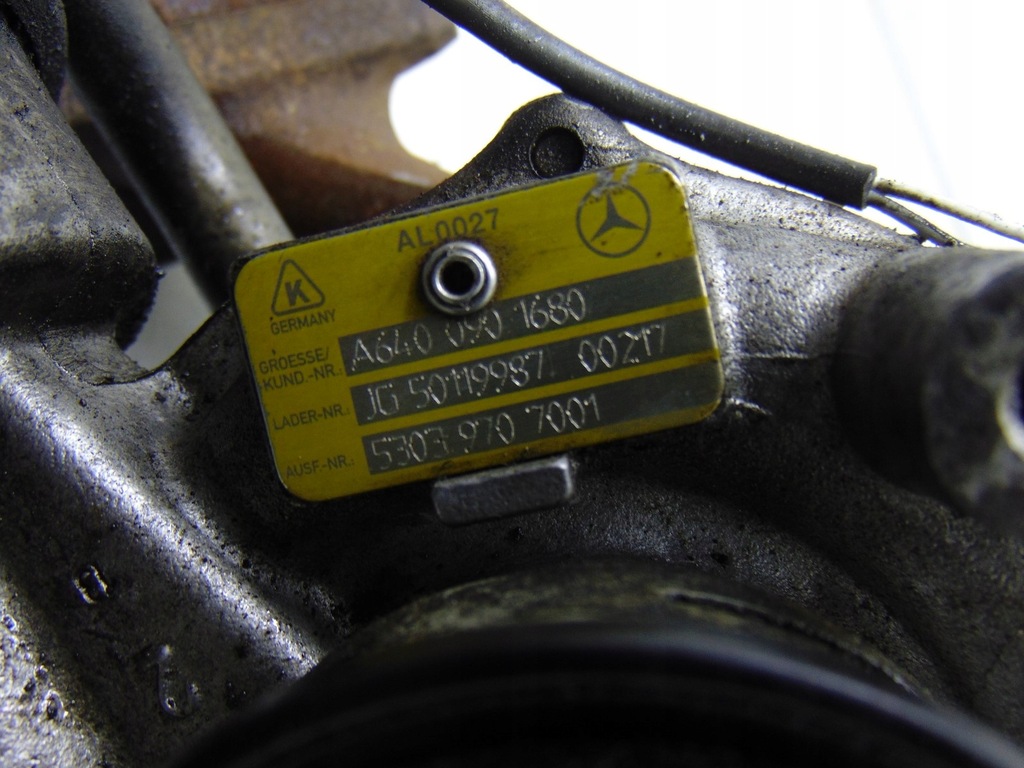 AL0027
K
GERMANY
GROESSE/
KUND.-NR.: A640 090 1680
LADER-NR.: JG 50119987 00217
AUSF.-NR.: 5303 970 7001